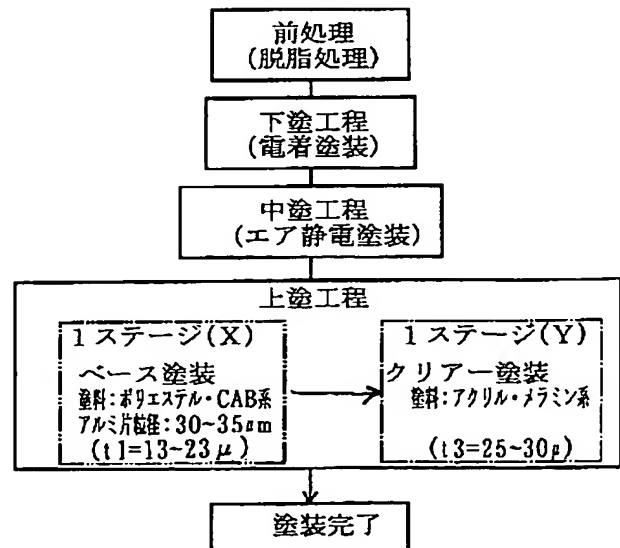 前処理
(脱脂処理)
下塗工程
(電着塗装)
中塗工程
(エア静電塗装)
上塗工程
1ステージ(X)
ベース塗装
塗料:ポリエステル・CAB系
アルミ片粒径:30~35μm
(t1=13~23μ)
1ステージ(Y)
クリアー塗装
塗料:アクリル・メラミン系
(t3=25~30μ)
塗装完了